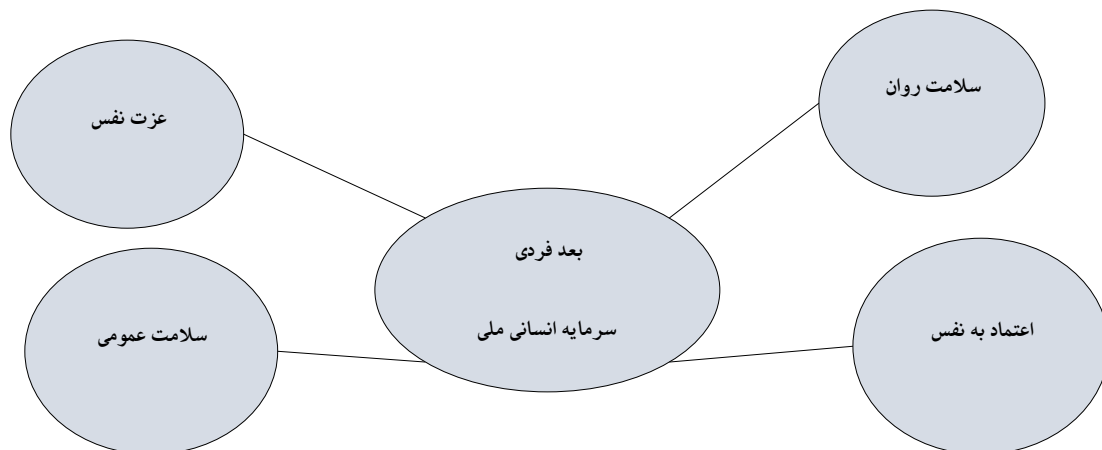 سلامت روان
عزت نفس
بعد فردی
سرمایه انسانی ملی
اعتماد به نفس
سلامت عمومی